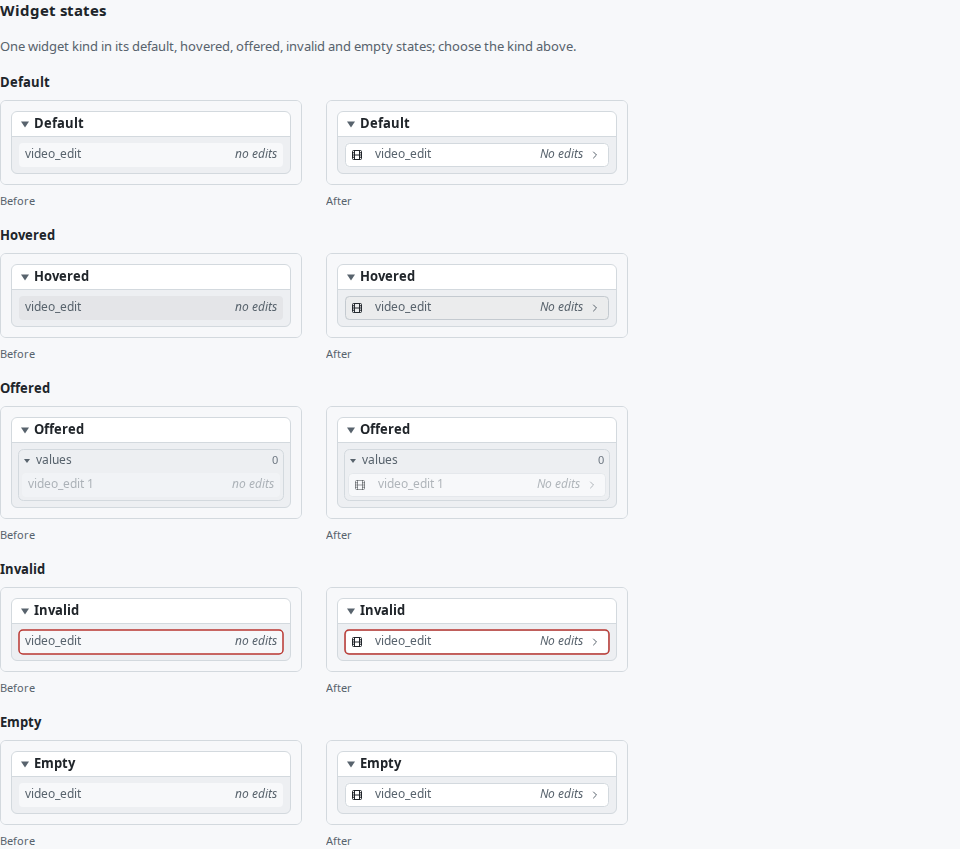 Widget states
One widget kind in its default, hovered, offered, invalid and empty states; choose the kind above.
Default
Default
video_edit no edits
Before
Default
video_edit No edits
After
Hovered
Hovered
video_edit no edits
Before
Hovered
video_edit No edits
After
Offered
Offered
values 0
video_edit 1 no edits
Before
Offered
values 0
video_edit 1 No edits
After
Invalid
Invalid
video_edit no edits
Before
Invalid
video_edit No edits
After
Empty
Empty
video_edit no edits
Before
Empty
video_edit No edits
After